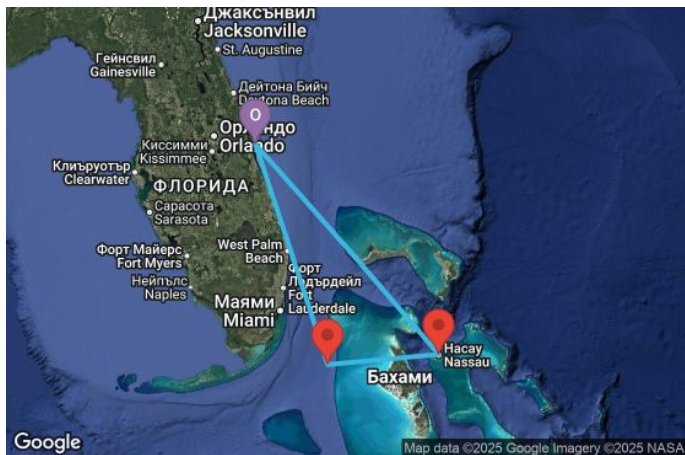 Джаксънвил
Jacksonville
St. Augustine
Гейнсвил
Gainesville
Дейтона Бийч
Daytona Beach
O
Орландо
Orlando
Киссимми
Kissimmee
Клиъруотър
Clearwater
ФЛОРИДА
Сарасота
Sarasota
Форт Майерс
Fort Myers
West Palm
Beach
Нейпълс
Naples
Форт
Лодърдейл
Fort
Lauderdale
Маями
Miami
Насау
Nassau
Бахами
Google
Map data ©2025 Google Imagery ©2025 NASA